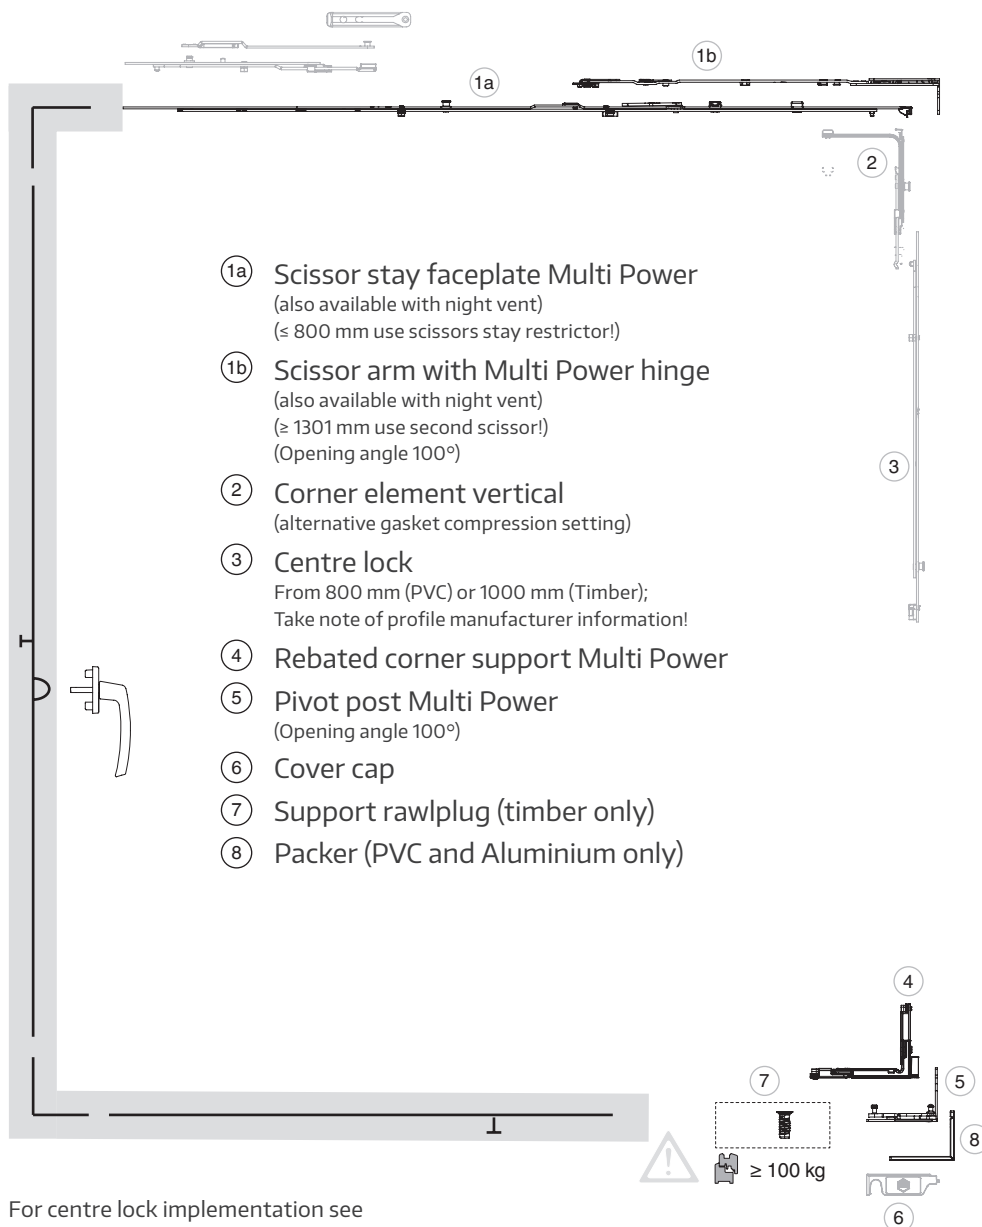 1b
1a
2
1a Scissor stay faceplate Multi Power
(also available with night vent)
(≤ 800 mm use scissors stay restrictor!)
1b Scissor arm with Multi Power hinge
(also available with night vent)
(≥ 1301 mm use second scissor!)
(Opening angle 100°)
3
2 Corner element vertical
(alternative gasket compression setting)
3 Centre lock
From 800 mm (PVC) or 1000 mm (Timber);
Take note of profile manufacturer information!
4 Rebated corner support Multi Power
5 Pivot post Multi Power
(Opening angle 100°)
6 Cover cap
7 Support rawlplug (timber only)
8 Packer (PVC and Aluminium only)
4
7
5
8
≥ 100 kg
6
For centre lock implementation see